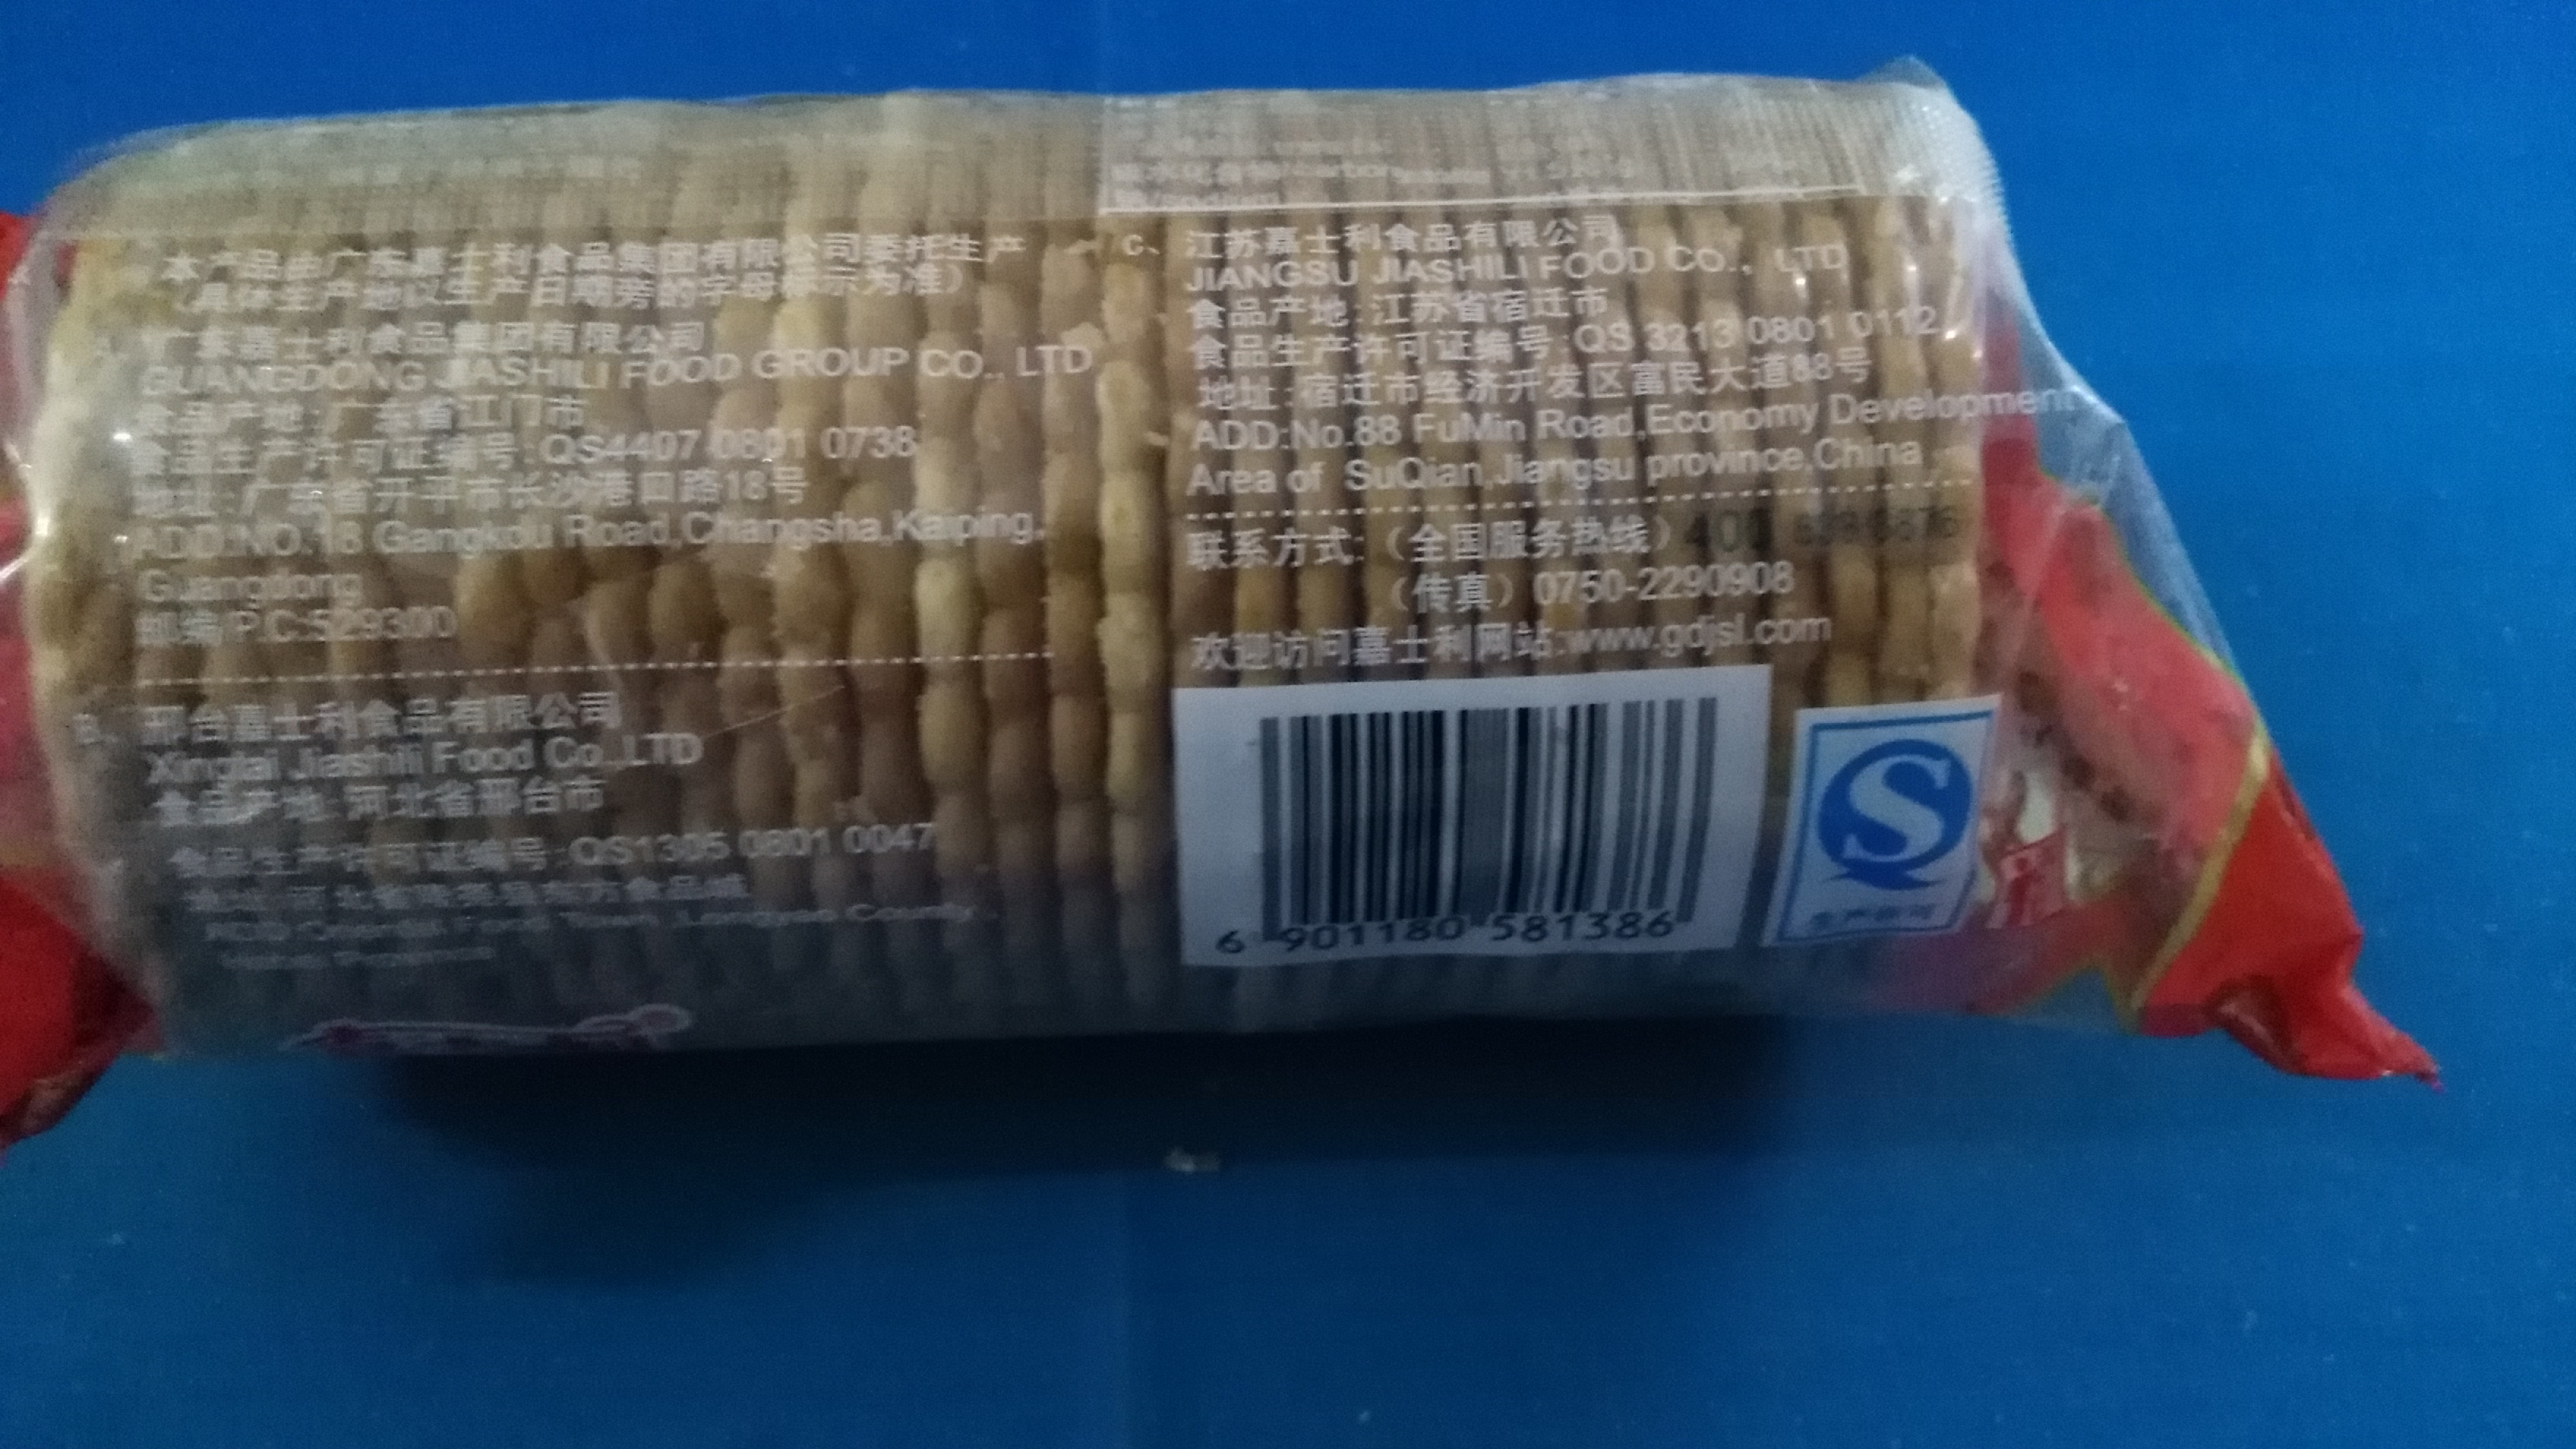 本产品由广东嘉士利食品集团有限公司委托生产
(具体生产地以生产日期旁的字母表示为准)
广东嘉士利食品集团有限公司
GUANGDONG JIASHILI FOOD GROUP CO., LTD
食品产地:广东省江门市
食品生产许可证编号:QS4407 0801 0738
地址:广东省开平市长沙港口路18号
ADD:NO.18 Gangkou Road,Changsha,Kaiping,
Guangdong
邮编/P.C:529300
B、邢台嘉士利食品有限公司
Xingtai Jiashili Food Co.,LTD
食品产地:河北省邢台市
食品生产许可证编号:QS1305 0801 0047
C、江苏嘉士利食品有限公司
JIANGSU JIASHILI FOOD CO., LTD
食品产地:江苏省宿迁市
食品生产许可证编号:QS 3213 0801 0112
地址:宿迁市经济开发区富民大道88号
ADD:No.88 FuMin Road,Economy Development
Area of SuQian,Jiangsu province,China
联系方式:(全国服务热线)400
(传真)0750-2290908
欢迎访问嘉士利网站:www.gdjsl.com
6 901180 581386
生产许可